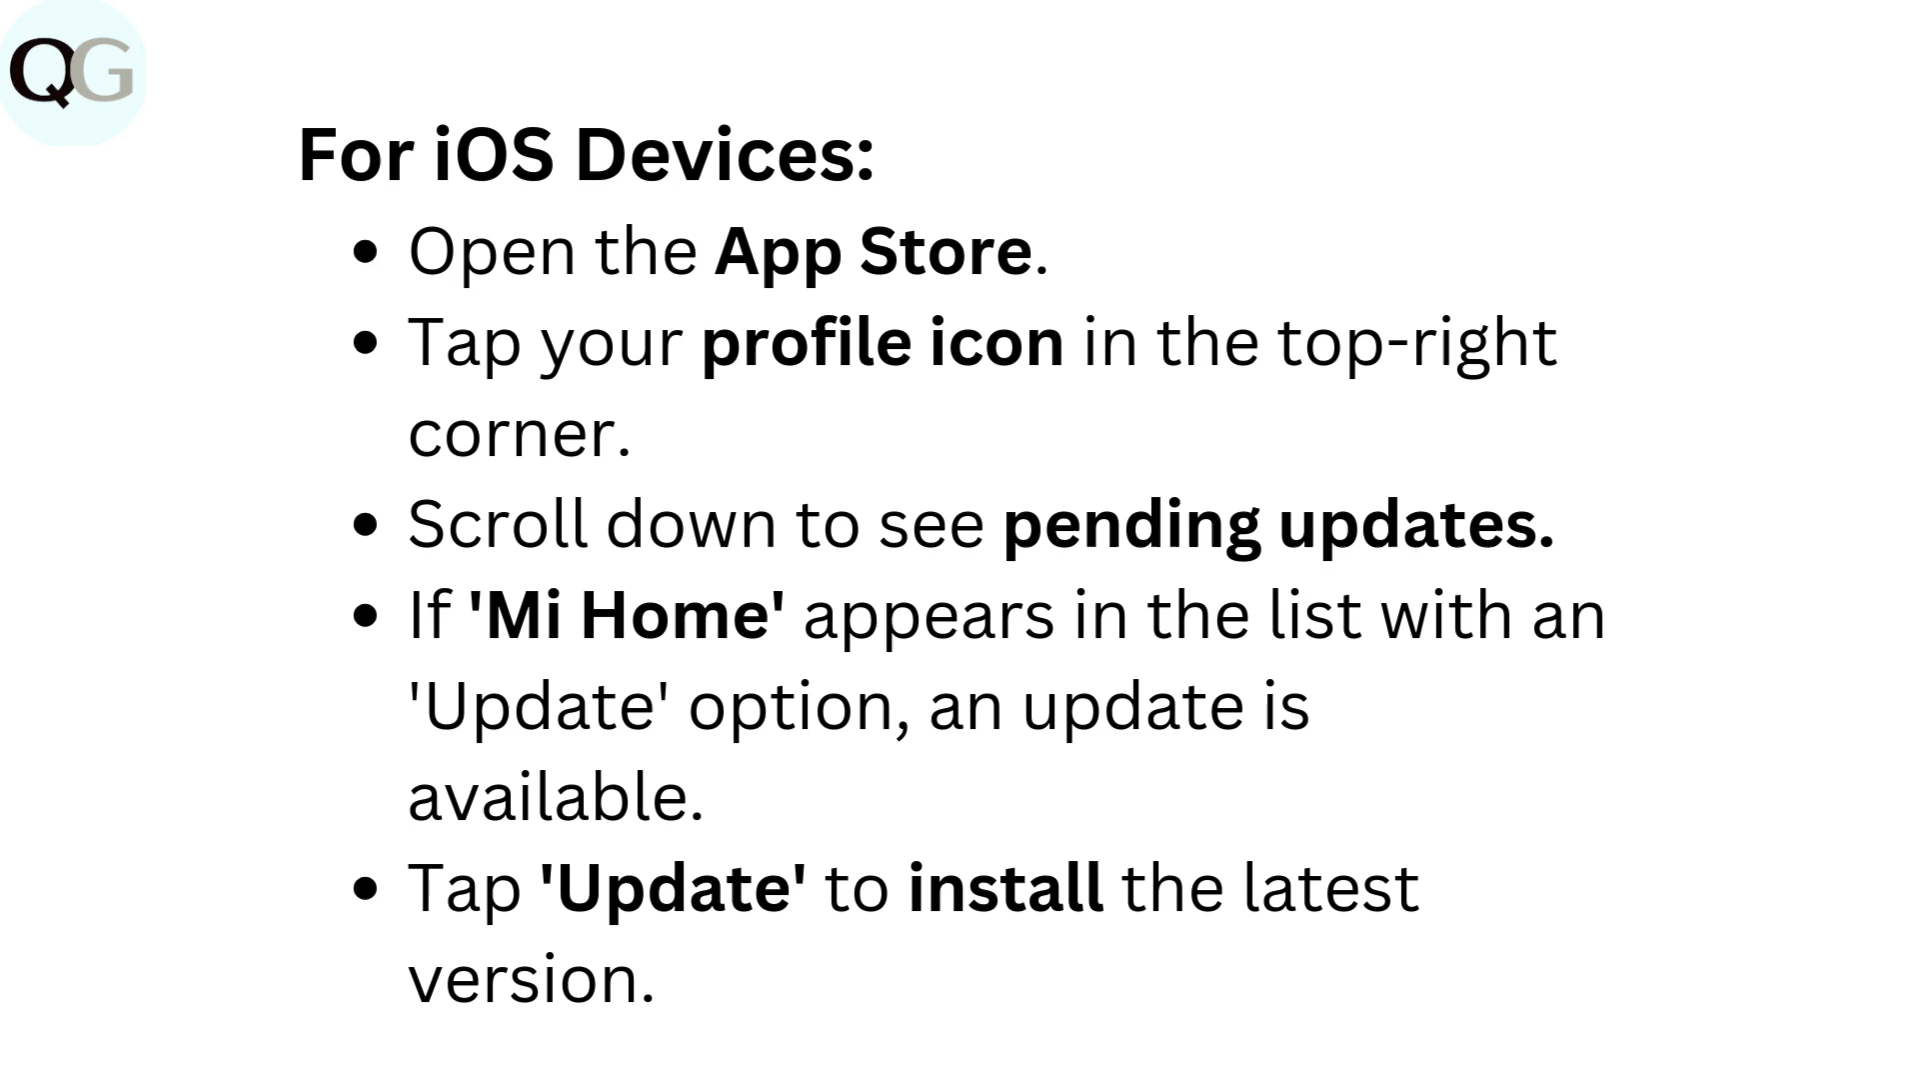 QG
For iOS Devices:
• Open the App Store.
• Tap your profile icon in the top-right
corner.
• Scroll down to see pending updates.
• If 'Mi Home' appears in the list with an
'Update' option, an update is
available.
• Tap 'Update' to install the latest
version.